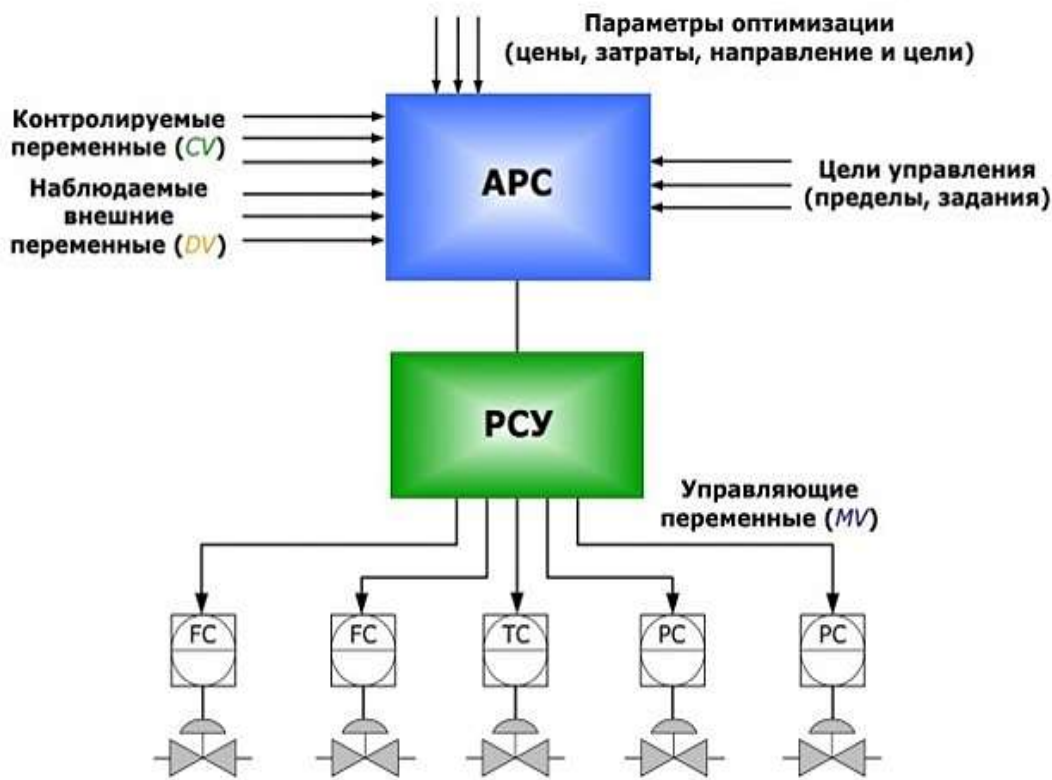 Параметры оптимизации
(цены, затраты, направление и цели)
Контролируемые
переменные (CV)
Наблюдаемые
внешние
переменные (DV)
АРС
Цели управления
(пределы, задания)
РСУ
Управляющие
переменные (MV)
FC
FC
TC
PC
PC